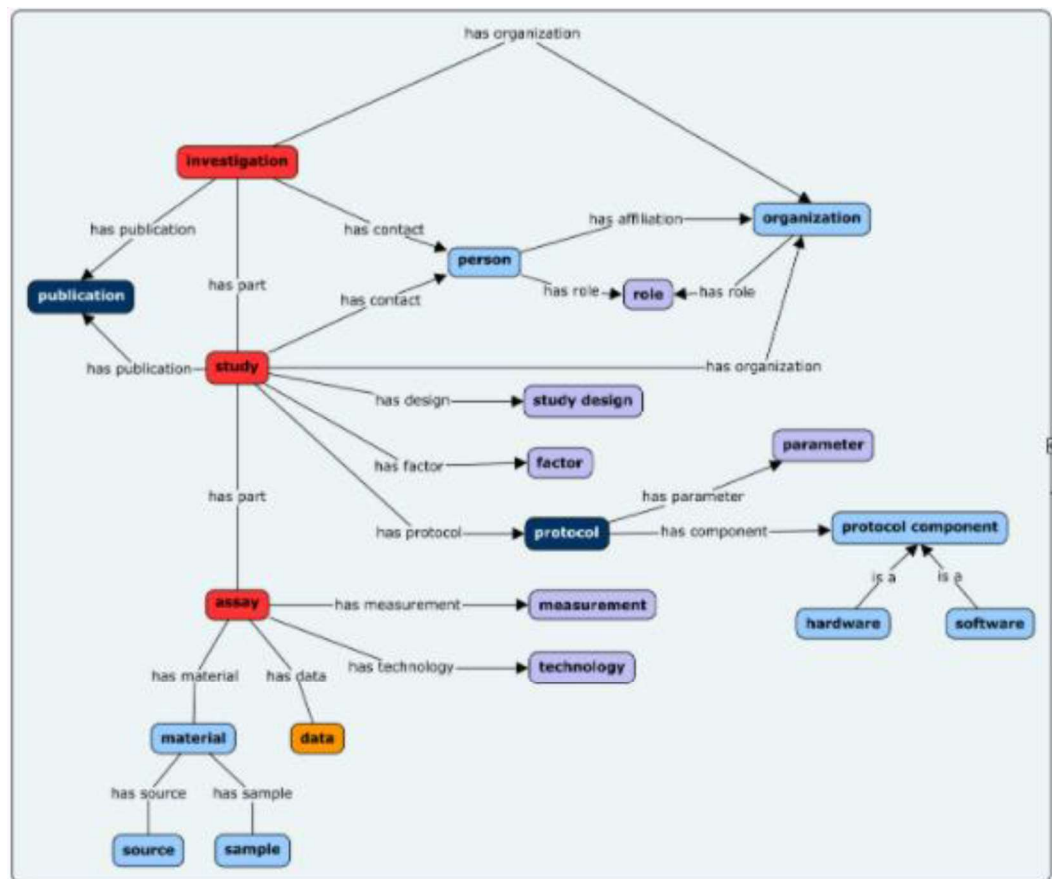 has organization
investigation
organization
has publication
has contact
has affiliation
person
has part
has role
role
has role
publication
has contact
has publication
study
has organization
has design
study design
parameter
has factor
factor
has part
has parameter
has protocol
protocol
has component
protocol component
is a
is a
assay
has measurement
measurement
hardware
software
has material
has data
has technology
technology
material
data
has source
has sample
source
sample